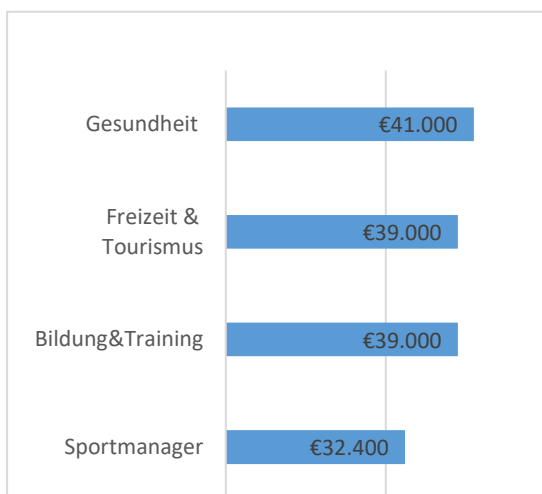 Gesundheit
€41.000
Freizeit &
Tourismus
€39.000
Bildung&Training
€39.000
Sportmanager
€32.400